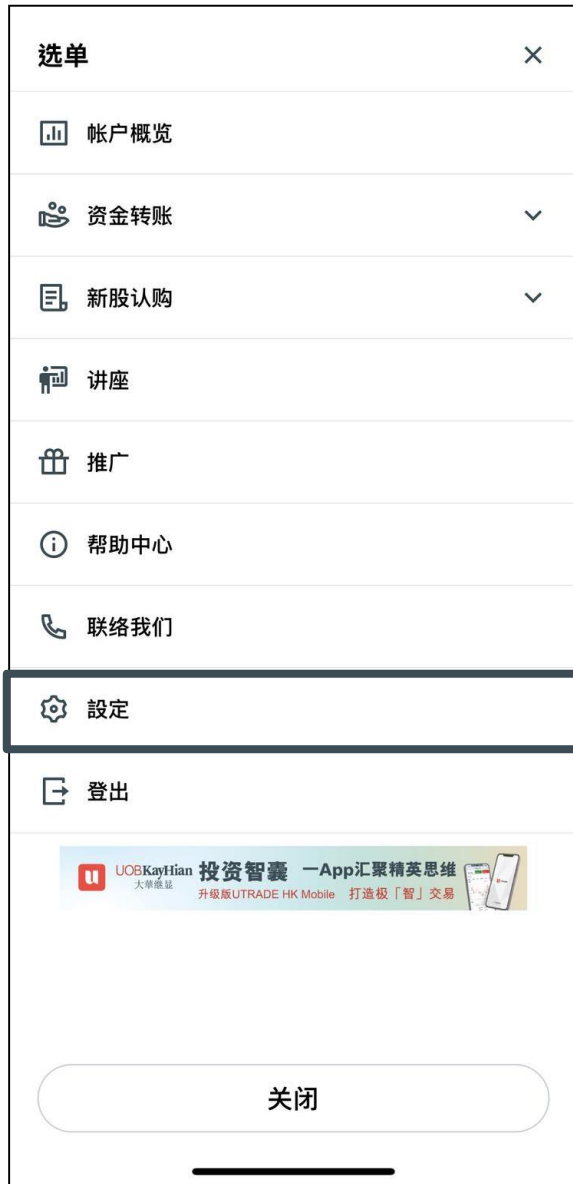 选单
帐户概览
资金转账
新股认购
讲座
推广
帮助中心
联络我们
設定
登出
UOBKayHian
大華继显
投资智囊 一App汇聚精英思维
升级版UTRADE HK Mobile 打造极「智」交易
关闭